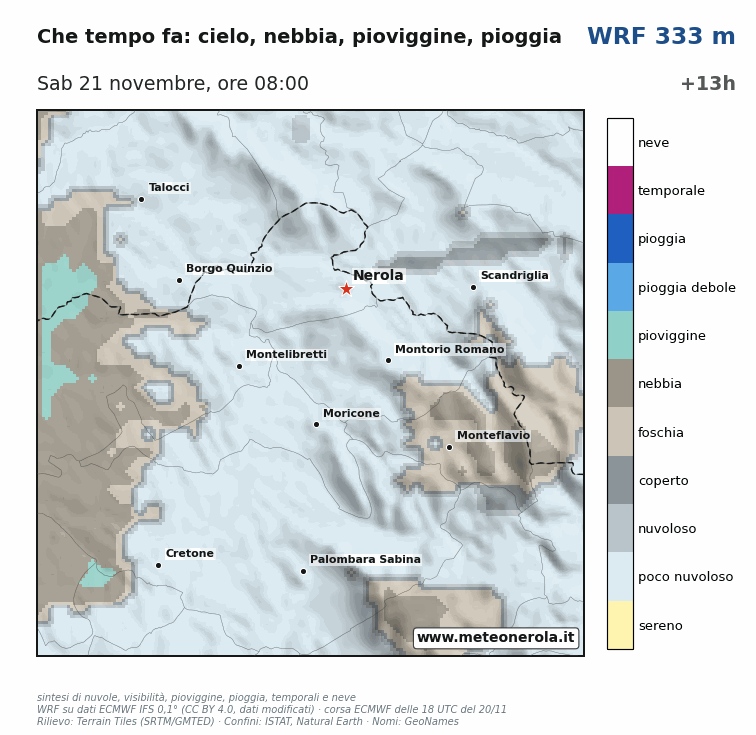 Che tempo fa: cielo, nebbia, pioviggine, pioggia
WRF 333 m
Sab 21 novembre, ore 08:00
+13h
Talocci
Borgo Quinzio
Nerola
Scandriglia
Montelibretti
Montorio Romano
Moricone
Monteflavio
Cretone
Palombara Sabina
www.meteonerola.it
neve
temporale
pioggia
pioggia debole
pioviggine
nebbia
foschia
coperto
nuvoloso
poco nuvoloso
sereno
sintesi di nuvole, visibilità, pioviggine, pioggia, temporali e neve
WRF su dati ECMWF IFS 0,1° (CC BY 4.0, dati modificati) · corsa ECMWF delle 18 UTC del 20/11
Rilievo: Terrain Tiles (SRTM/GMTED) · Confini: ISTAT, Natural Earth · Nomi: GeoNames